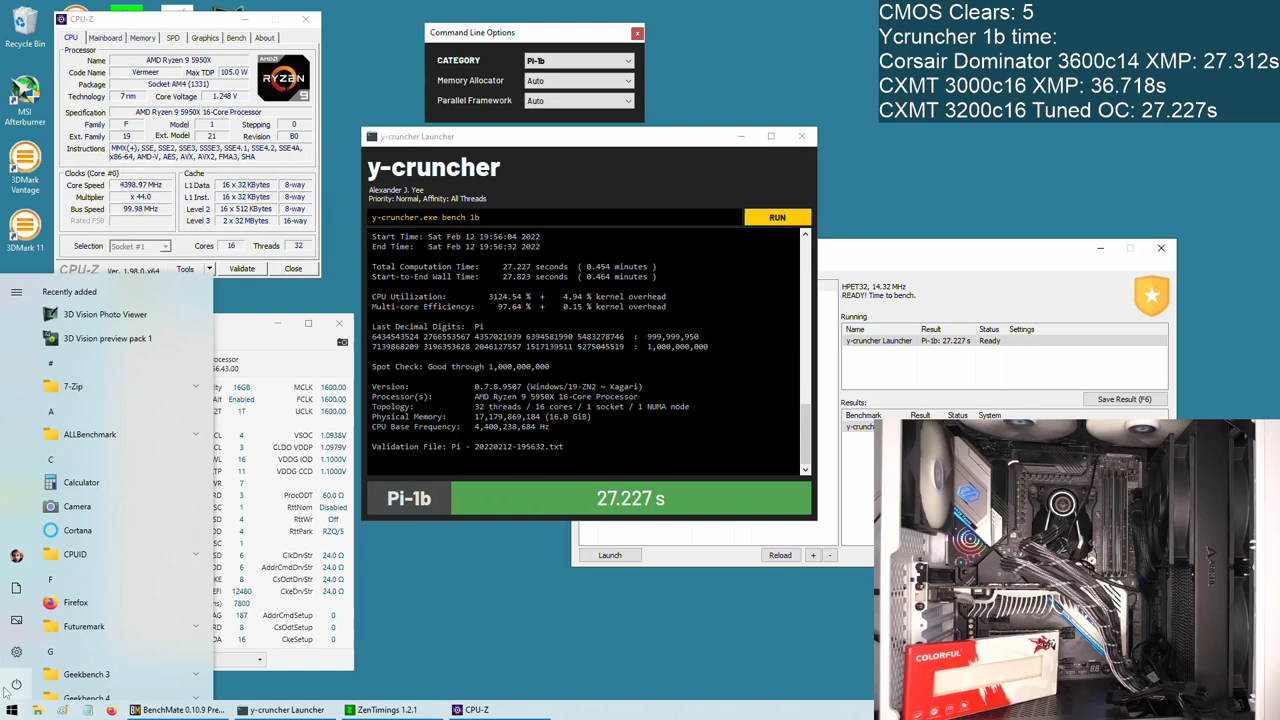 CMOS Clears: 5
Ycruncher 1b time:
Corsair Dominator 3600c14 XMP: 27.312s
CXMT 3000c16 XMP: 36.718s
CXMT 3200c16 Tuned OC: 27.227s
Recycle Bin
MSI
Afterburner
3DMark
Vantage
3DMark 11
CPU-Z
CPU Mainboard Memory SPD Graphics Bench About
Processor
Name AMD Ryzen 9 5950X
Code Name Vermeer Max TDP 105.0 W
Package Socket AM4 (1331)
Technology 7 nm Core Voltage 1.248 V
RYZEN
9
Specification AMD Ryzen 9 5950X 16-Core Processor
Family F Model 1 Stepping 0
Ext. Family 19 Ext. Model 21 Revision B0
Instructions MMX(+), SSE, SSE2, SSE3, SSSE3, SSE4.1, SSE4.2, SSE4A,
x86-64, AMD-V, AES, AVX, AVX2, FMA3, SHA
Clocks (Core #0)
Core Speed 4398.97 MHz
Multiplier x 44.0
Bus Speed 99.98 MHz
Rated FSB
Cache
L1 Data 16 x 32 KBytes 8-way
L1 Inst. 16 x 32 KBytes 8-way
Level 2 16 x 512 KBytes 8-way
Level 3 2 x 32 MBytes 16-way
Selection Socket #1 Cores 16 Threads 32
CPU-Z Ver. 1.98.0.x64 Tools Validate Close
Command Line Options
CATEGORY Pi-1b
Memory Allocator Auto
Parallel Framework Auto
y-cruncher Launcher
y-cruncher
Alexander J. Yee
Priority: Normal, Affinity: All Threads
y-cruncher.exe bench 1b RUN
Start Time: Sat Feb 12 19:56:04 2022
End Time: Sat Feb 12 19:56:32 2022
Total Computation Time: 27.227 seconds ( 0.454 minutes )
Start-to-End Wall Time: 27.823 seconds ( 0.464 minutes )
CPU Utilization: 3124.54 % + 4.94 % kernel overhead
Multi-core Efficiency: 97.64 % + 0.15 % kernel overhead
Last Decimal Digits: Pi
6434543524 2766553567 4357021939 6394581990 5483278746 : 999,999,950
7139868209 3196353628 2046127557 1517139511 5275045519 : 1,000,000,000
Spot Check: Good through 1,000,000,000
Version: 0.7.8.9507 (Windows/19-ZN2 ~ Kagari)
Processor(s): AMD Ryzen 9 5950X 16-Core Processor
Topology: 32 threads / 16 cores / 1 socket / 1 NUMA node
Physical Memory: 17,179,869,184 (16.0 GiB)
CPU Base Frequency: 4,400,238,684 Hz
Validation File: Pi - 20220212-195632.txt
Pi-1b 27.227 s
HPET32, 14.32 MHz
READY! Time to bench.
Running
Name Result Status Settings
y-cruncher Launcher Pi-1b: 27.227 s Ready
Save Result (F6)
Results:
Benchmark Result Status System
Launch Reload + -
Recently added
3D Vision Photo Viewer
3D Vision preview pack 1
#
7-Zip
A
ALLBenchmark
C
Calculator
Camera
Cortana
CPUID
F
Firefox
Futuremark
G
Geekbench 3
Geekbench 4
16GB MCLK 1600.00
Enabled FCLK 1600.00
1T UCLK 1600.00
VSOC 1.0938V
CLDO VDDP 1.0979V
VDDG IOD 1.1000V
VDDG CCD 1.1000V
ProcODT 60.0 Ω
RttNom Disabled
RttWr Off
RttPark RZQ/5
ClkDrvStr 24.0 Ω
AddrCmdDrvStr 24.0 Ω
CsOdtDrvStr 24.0 Ω
12480 CkeDrvStr 24.0 Ω
7800
187 AddrCmdSetup 0
8 CsOdtSetup 0
16 CkeSetup 0
COLORFUL
BenchMate 0.10.9 Pre... y-cruncher Launcher ZenTimings 1.2.1 CPU-Z